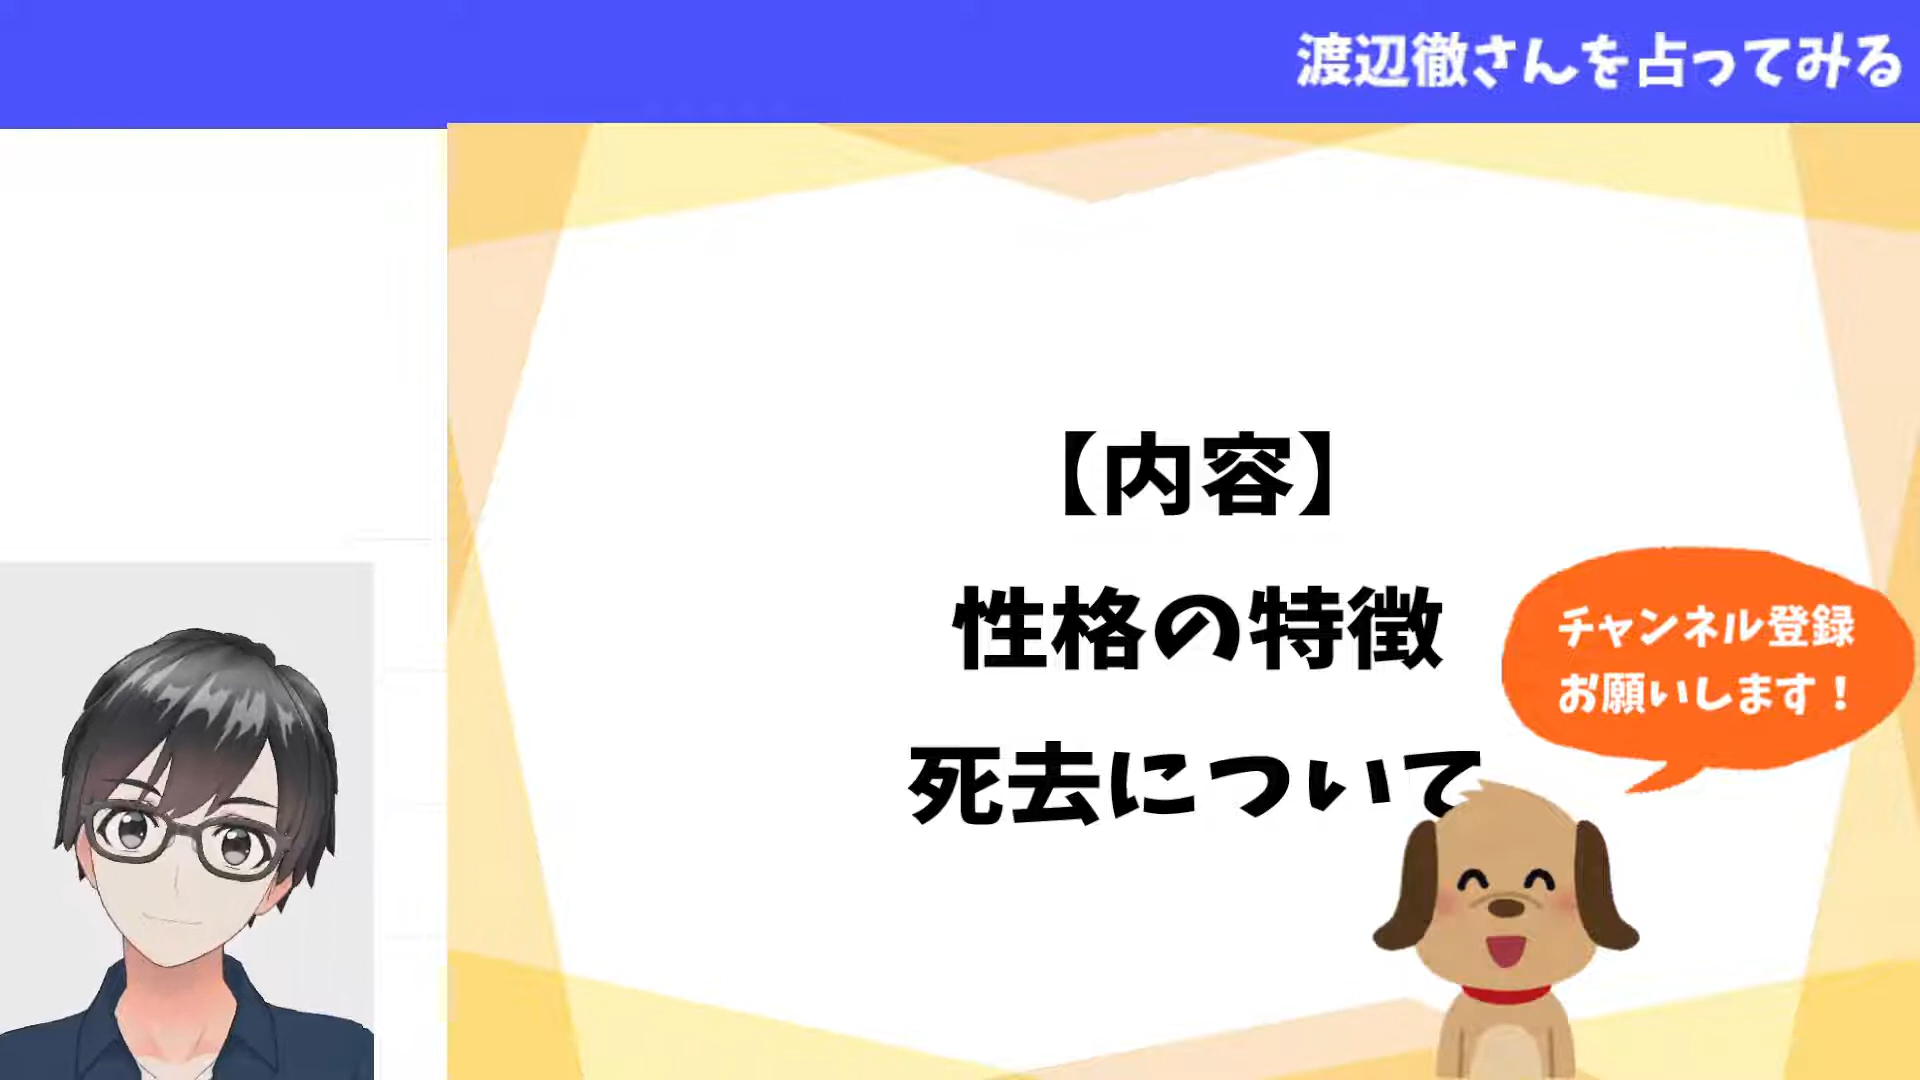 渡辺徹さんを占ってみる
【内容】
性格の特徴
死去について
チャンネル登録
お願いします！